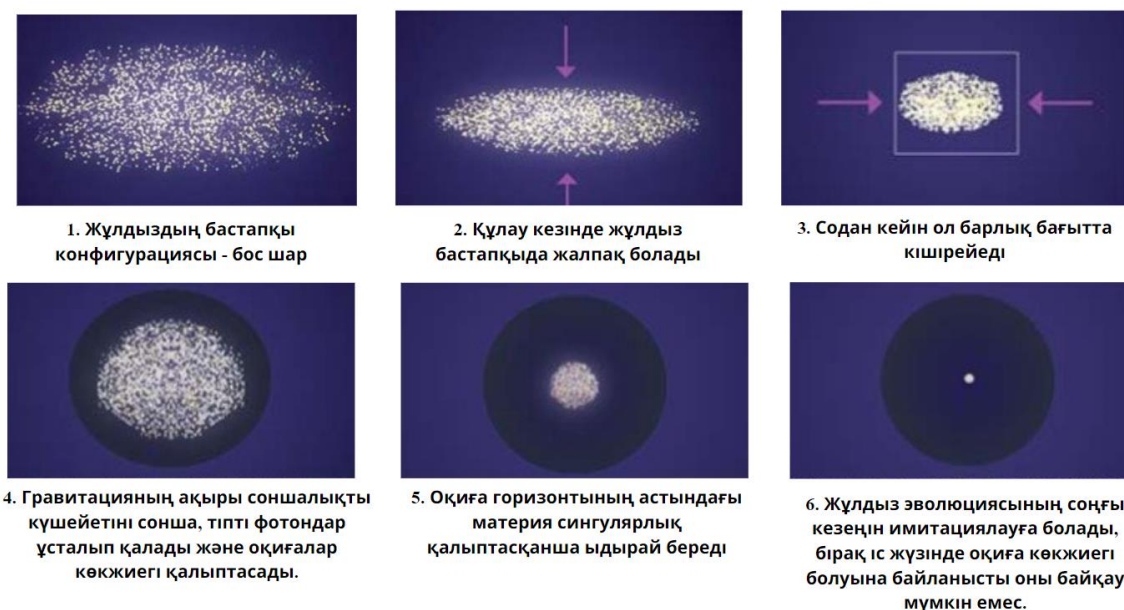 1. Жұлдыздың бастапқы
конфигурациясы - бос шар
2. Құлау кезінде жұлдыз
бастапқыда жалпақ болады
3. Содан кейін ол барлық бағытта
кішірейеді
4. Гравитацияның ақыры соншалықты
күшейетіні сонша, тіпті фотондар
ұсталып қалады және оқиғалар
көкжиегі қалыптасады.
5. Оқиға горизонтының астындағы
материя сингулярлық
қалыптасқанша ыдырай береді
6. Жұлдыз эволюциясының соңғы
кезеңін имитациялауға болады,
бірақ іс жүзінде оқиға көкжиегі
болуына байланысты оны байқау
мүмкін емес.